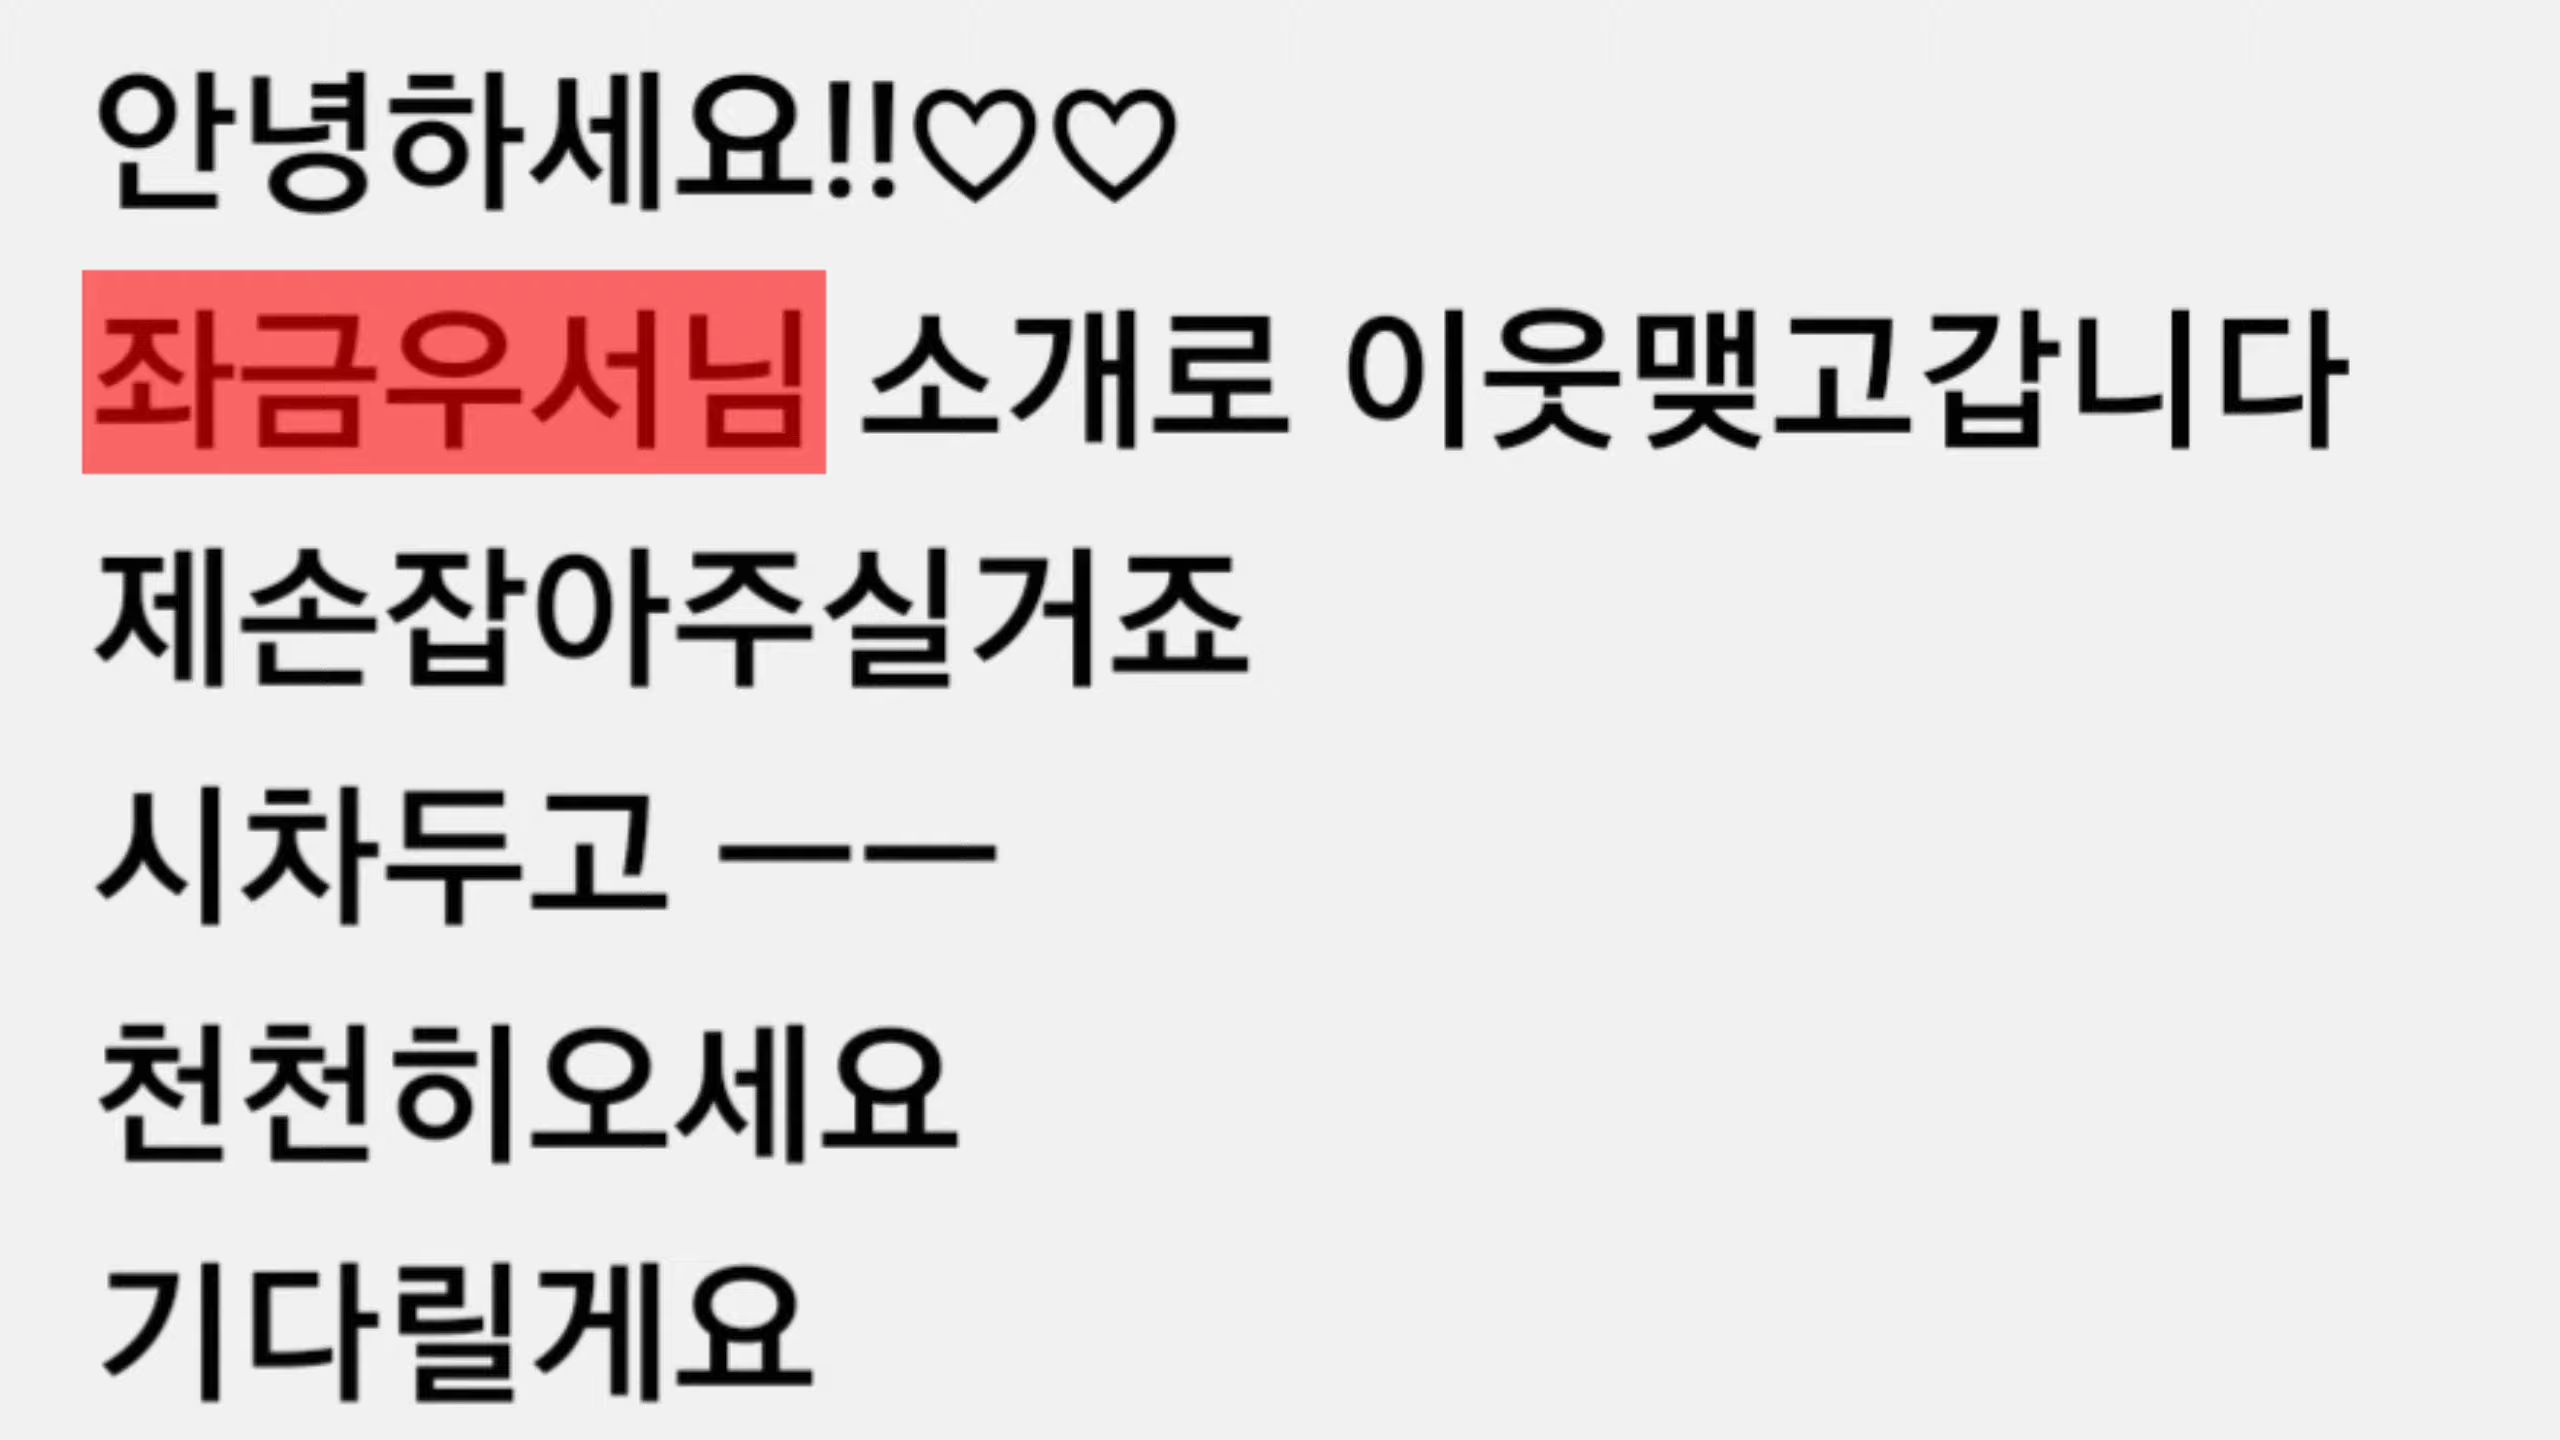 안녕하세요!!♡♡
좌금우서님 소개로 이웃맺고갑니다
제손잡아주실거죠
시차두고 ㅡㅡ
천천히오세요
기다릴게요